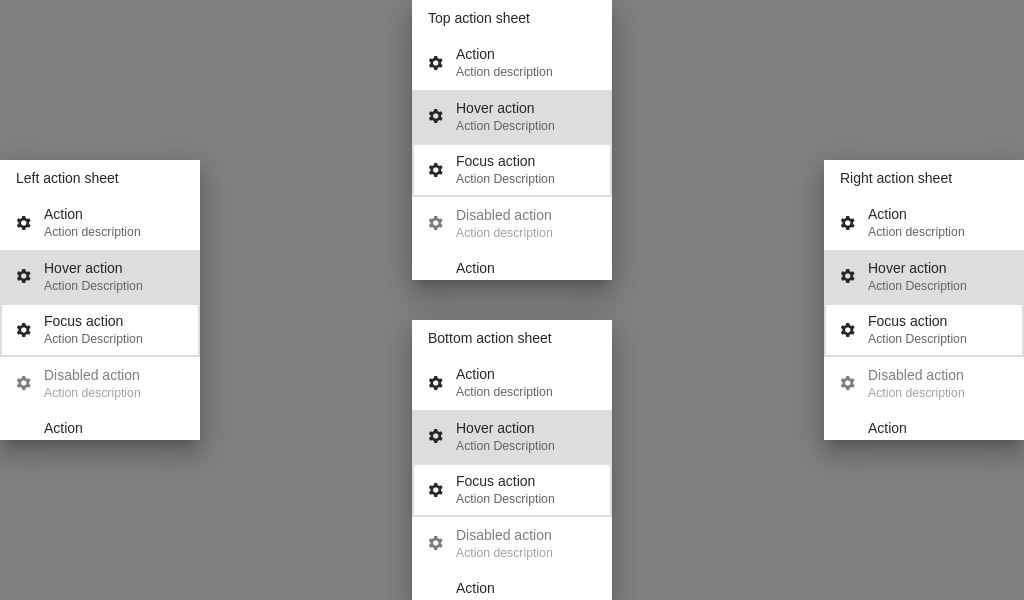 Top action sheet
Action
Action description
Hover action
Action Description
Focus action
Action Description
Disabled action
Action description
Action
Left action sheet
Action
Action description
Hover action
Action Description
Focus action
Action Description
Disabled action
Action description
Action
Right action sheet
Action
Action description
Hover action
Action Description
Focus action
Action Description
Disabled action
Action description
Action
Bottom action sheet
Action
Action description
Hover action
Action Description
Focus action
Action Description
Disabled action
Action description
Action